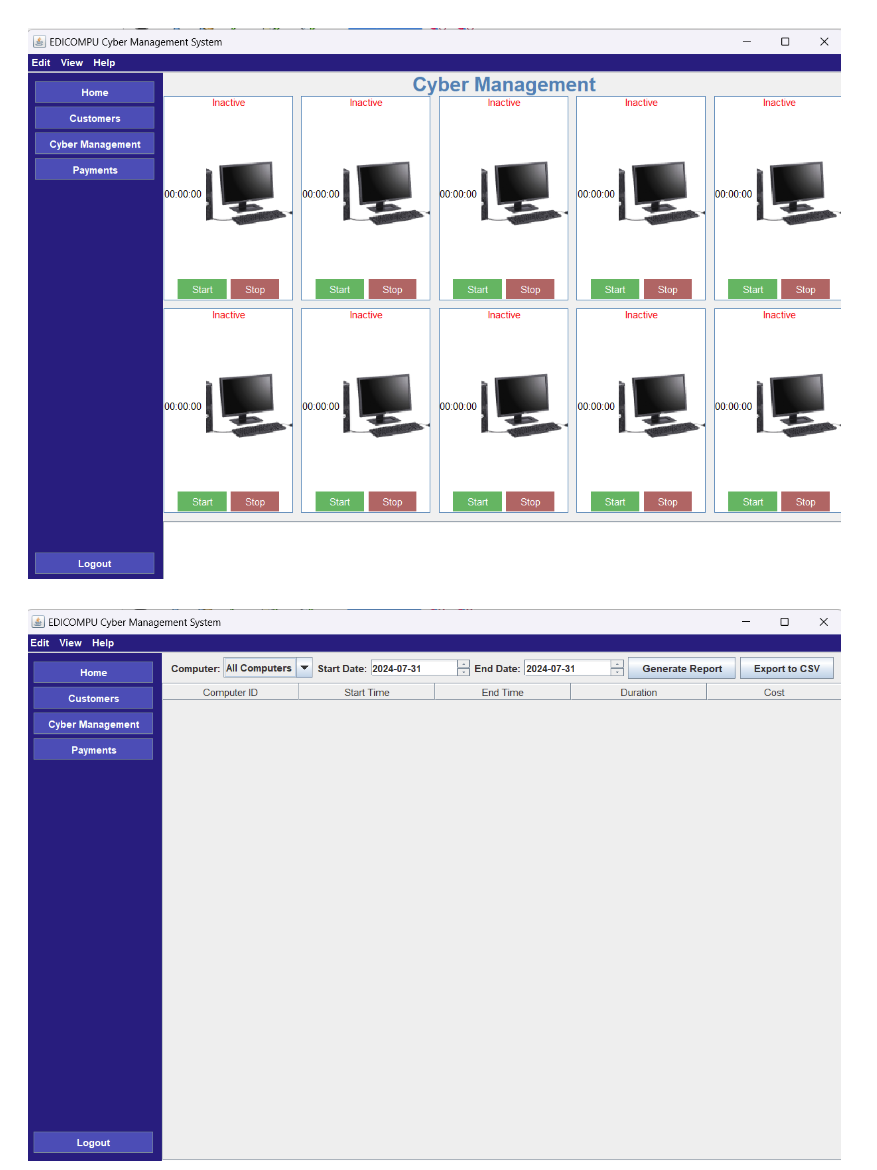 EDICOMPU Cyber Management System
Edit View Help
Home
Customers
Cyber Management
Payments
Logout
Cyber Management
Inactive Inactive Inactive Inactive Inactive
00:00:00 00:00:00 00:00:00 00:00:00 00:00:00
Start Stop Start Stop Start Stop Start Stop Start Stop
Inactive Inactive Inactive Inactive Inactive
00:00:00 00:00:00 00:00:00 00:00:00 00:00:00
Start Stop Start Stop Start Stop Start Stop Start Stop
EDICOMPU Cyber Management System
Edit View Help
Home
Customers
Cyber Management
Payments
Logout
Computer: All Computers Start Date: 2024-07-31 End Date: 2024-07-31 Generate Report Export to CSV
Computer ID Start Time End Time Duration Cost